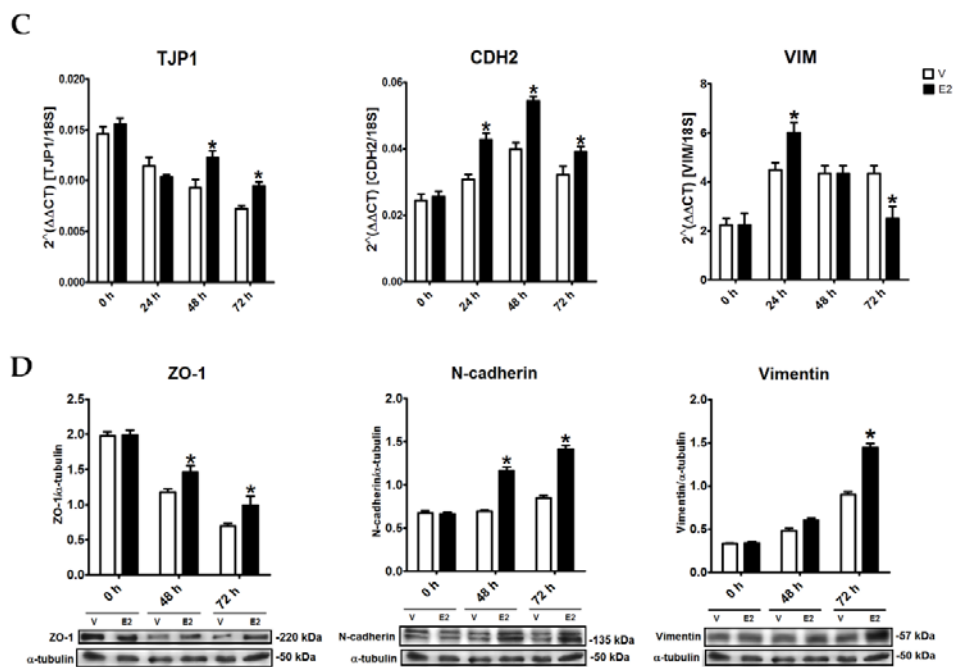 C
TJP1
CDH2
VIM
V
E2
2^(ΔΔCT) [TJP1/18S]
0.020
0.015
0.010
0.005
0.000
* *
0 h 24 h 48 h 72 h
2^(ΔΔCT) [CDH2/18S]
0.06
0.04
0.02
0.00
* * *
0 h 24 h 48 h 72 h
2^(ΔΔCT) [VIM/18S]
8
6
4
2
0
* *
0 h 24 h 48 h 72 h
D
ZO-1
N-cadherin
Vimentin
ZO-1/α-tubulin
2.5
2.0
1.5
1.0
0.5
0.0
* *
0 h 48 h 72 h
V E2 V E2 V E2
ZO-1 -220 kDa
α-tubulin -50 kDa
N-cadherin/α-tubulin
2.0
1.5
1.0
0.5
0.0
* *
0 h 48 h 72 h
V E2 V E2 V E2
N-cadherin -135 kDa
α-tubulin -50 kDa
Vimentin/α-tubulin
2.0
1.5
1.0
0.5
0.0
*
0 h 48 h 72 h
V E2 V E2 V E2
Vimentin -57 kDa
α-tubulin -50 kDa